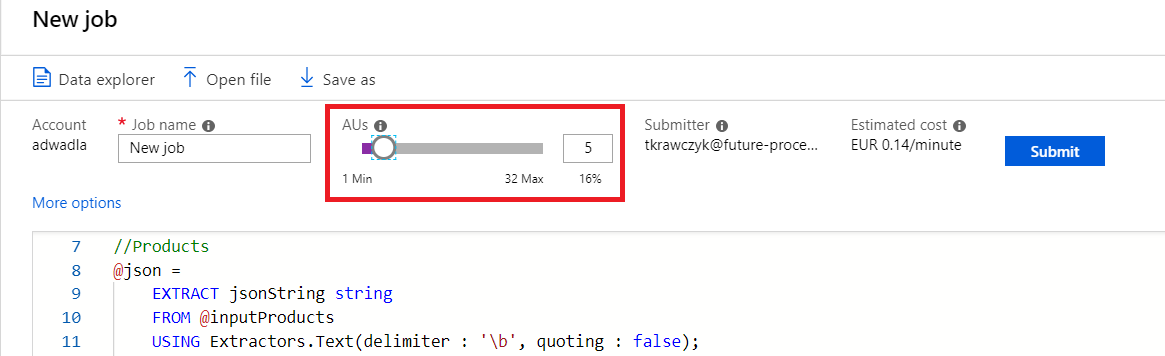 New job
Data explorer Open file Save as
Account * Job name AUs Submitter Estimated cost
adwadla New job 5 tkrawczyk@future-proce... EUR 0.14/minute Submit
1 Min 32 Max 16%
More options
7 //Products
8 @json =
9 EXTRACT jsonString string
10 FROM @inputProducts
11 USING Extractors.Text(delimiter : '\b', quoting : false);